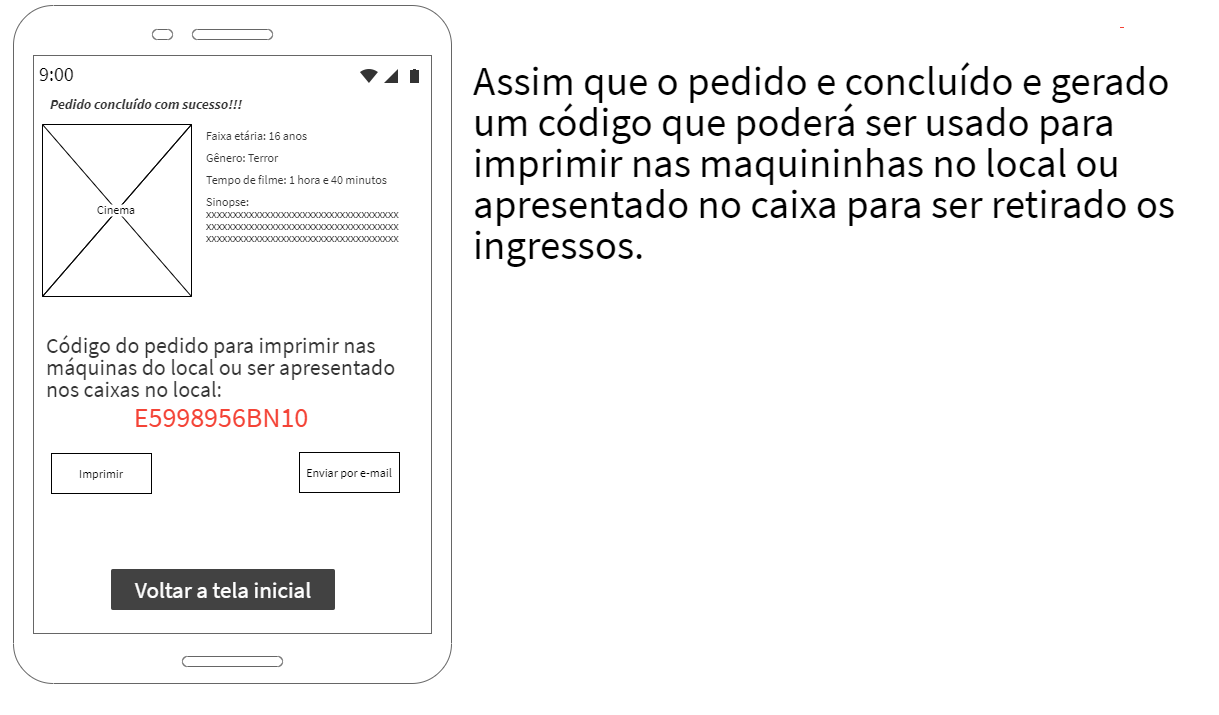 9:00
Pedido concluído com sucesso!!!
Faixa etária: 16 anos
Gênero: Terror
Tempo de filme: 1 hora e 40 minutos
Cinema
Sinopse:
xxxxxxxxxxxxxxxxxxxxxxxxxxxxxxxxxxxxx
xxxxxxxxxxxxxxxxxxxxxxxxxxxxxxxxxxxxx
xxxxxxxxxxxxxxxxxxxxxxxxxxxxxxxxxxxxx
Código do pedido para imprimir nas
máquinas do local ou ser apresentado
nos caixas no local:
E5998956BN10
Imprimir
Enviar por e-mail
Voltar a tela inicial
Assim que o pedido e concluído e gerado
um código que poderá ser usado para
imprimir nas maquininhas no local ou
apresentado no caixa para ser retirado os
ingressos.